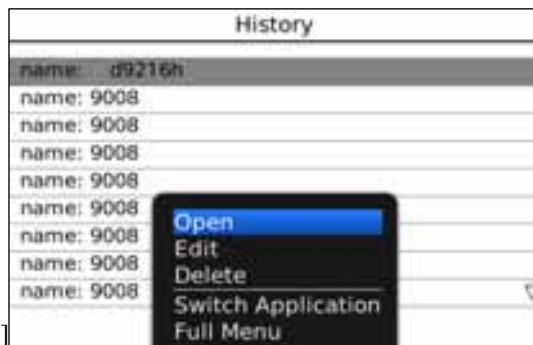 History
name: d9216h
name: 9008
name: 9008
name: 9008
name: 9008
name: 9008
name: 9008
name: 9008
name: 9008
Open
Edit
Delete
Switch Application
Full Menu
]